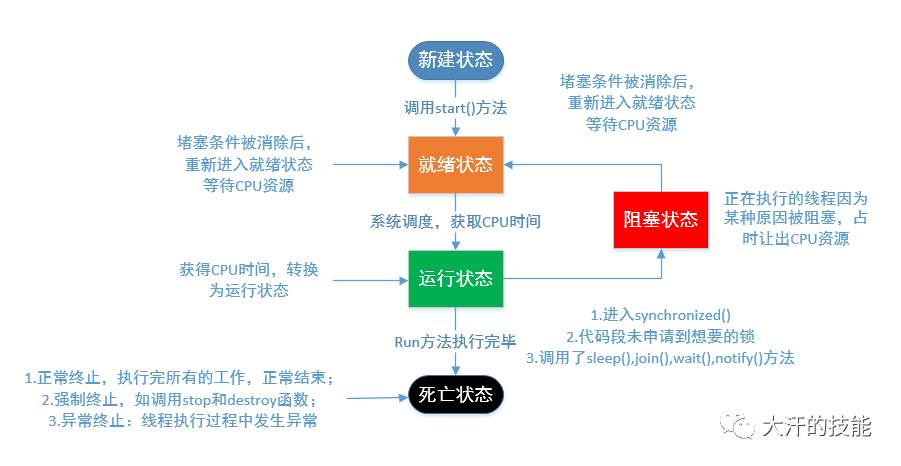 新建状态
调用start()方法
堵塞条件被消除后，
重新进入就绪状态
等待CPU资源
堵塞条件被消除后，
重新进入就绪状态
等待CPU资源
就绪状态
阻塞状态
正在执行的线程因为
某种原因被阻塞，占
时让出CPU资源
系统调度，获取CPU时间
获得CPU时间，转换
为运行状态
运行状态
1.进入synchronized()
2.代码段未申请到想要的锁
3.调用了sleep(),join(),wait(),notify()方法
Run方法执行完毕
1.正常终止，执行完所有的工作，正常结束；
2.强制终止，如调用stop和destroy函数；
3.异常终止：线程执行过程中发生异常
死亡状态
大汗的技能